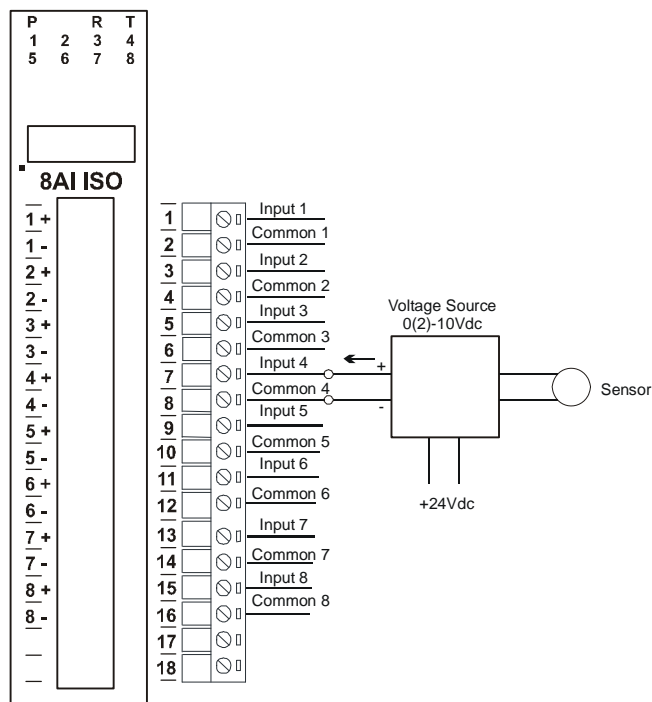 P R T
1 2 3 4
5 6 7 8
8AI ISO
1 +
1 -
2 +
2 -
3 +
3 -
4 +
4 -
5 +
5 -
6 +
6 -
7 +
7 -
8 +
8 -
1 Input 1
2 Common 1
3 Input 2
4 Common 2
5 Input 3
6 Common 3
7 Input 4
8 Common 4
9 Input 5
10 Common 5
11 Input 6
12 Common 6
13 Input 7
14 Common 7
15 Input 8
16 Common 8
17
18
Voltage Source
0(2)-10Vdc
+
-
Sensor
+24Vdc